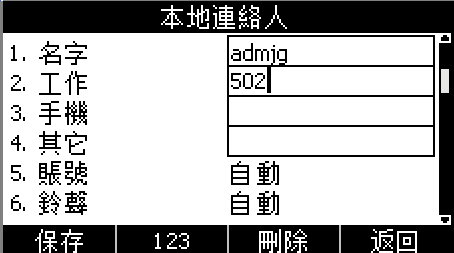 本地連絡人
1. 名字 admjg
2. 工作 502
3. 手機
4. 其它
5. 賬號 自動
6. 鈴聲 自動
保存 123 刪除 返回